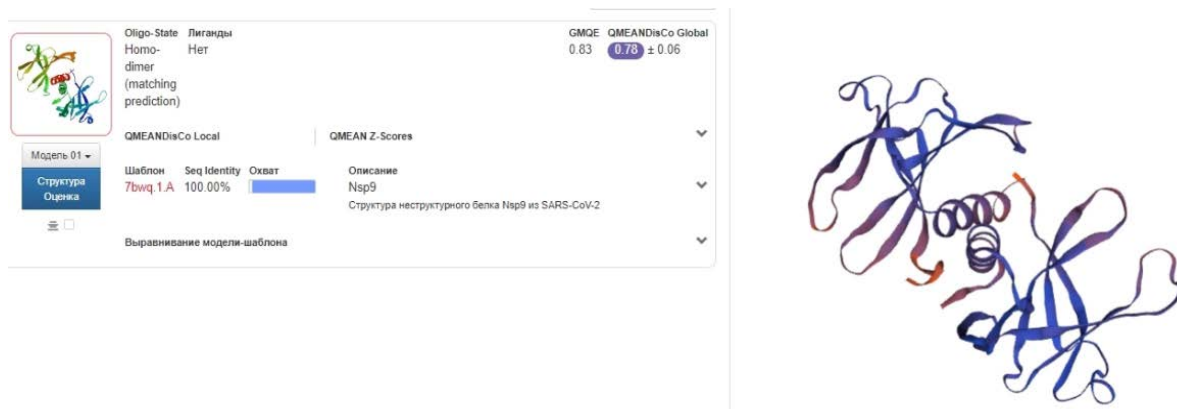 Oligo-State Лиганды
Homo-dimer (matching prediction) Нет
GMQE QMEANDisCo Global
0.83 0.78 ± 0.06
QMEANDisCo Local QMEAN Z-Scores
Модель 01
Структура
Оценка
Шаблон Seq Identity Охват Описание
7bwq.1.A 100.00% Nsp9
Структура неструктурного белка Nsp9 из SARS-CoV-2
Выравнивание модели-шаблона